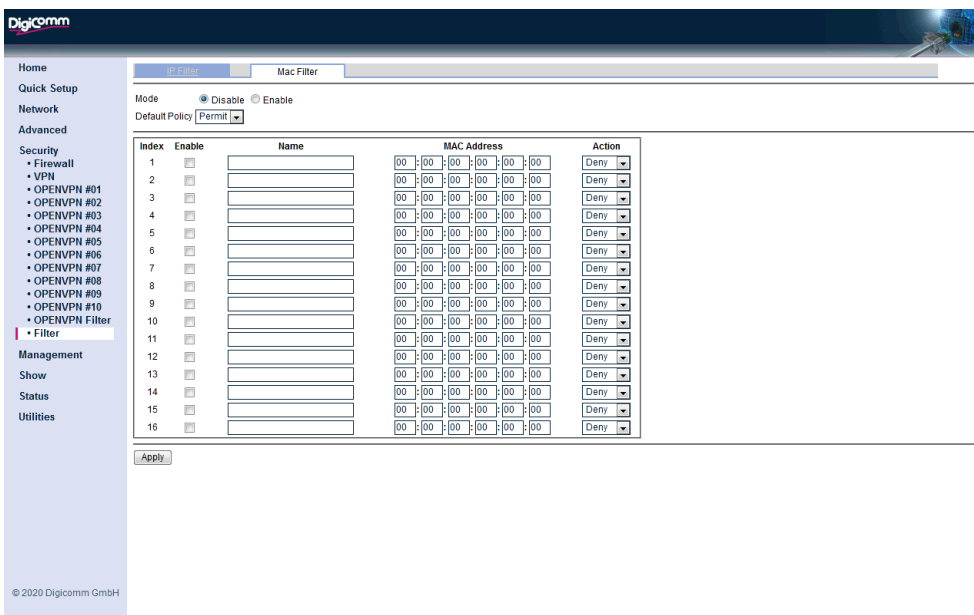 Digicomm
Home
Quick Setup
Network
Advanced
Security
• Firewall
• VPN
• OPENVPN #01
• OPENVPN #02
• OPENVPN #03
• OPENVPN #04
• OPENVPN #05
• OPENVPN #06
• OPENVPN #07
• OPENVPN #08
• OPENVPN #09
• OPENVPN #10
• OPENVPN Filter
• Filter
Management
Show
Status
Utilities
© 2020 Digicomm GmbH
IP Filter Mac Filter
Mode Disable Enable
Default Policy Permit
Index Enable Name MAC Address Action
1 00 : 00 : 00 : 00 : 00 : 00 Deny
2 00 : 00 : 00 : 00 : 00 : 00 Deny
3 00 : 00 : 00 : 00 : 00 : 00 Deny
4 00 : 00 : 00 : 00 : 00 : 00 Deny
5 00 : 00 : 00 : 00 : 00 : 00 Deny
6 00 : 00 : 00 : 00 : 00 : 00 Deny
7 00 : 00 : 00 : 00 : 00 : 00 Deny
8 00 : 00 : 00 : 00 : 00 : 00 Deny
9 00 : 00 : 00 : 00 : 00 : 00 Deny
10 00 : 00 : 00 : 00 : 00 : 00 Deny
11 00 : 00 : 00 : 00 : 00 : 00 Deny
12 00 : 00 : 00 : 00 : 00 : 00 Deny
13 00 : 00 : 00 : 00 : 00 : 00 Deny
14 00 : 00 : 00 : 00 : 00 : 00 Deny
15 00 : 00 : 00 : 00 : 00 : 00 Deny
16 00 : 00 : 00 : 00 : 00 : 00 Deny
Apply